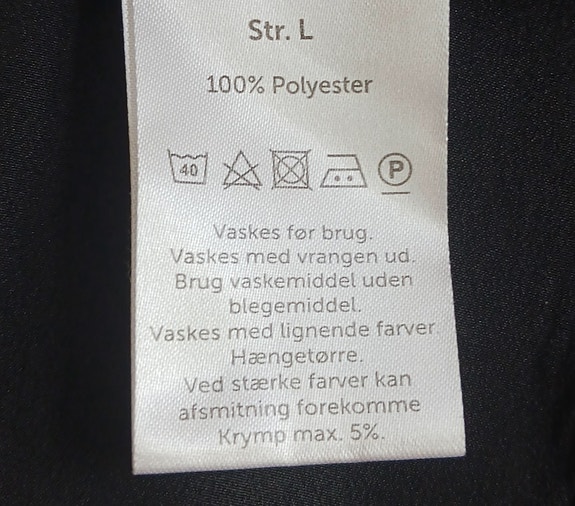 Str. L
100% Polyester
40 P
Vaskes før brug.
Vaskes med vrangen ud.
Brug vaskemiddel uden
blegemiddel.
Vaskes med lignende farver
Hængetørre.
Ved stærke farver kan
afsmitning forekomme
Krymp max. 5%.